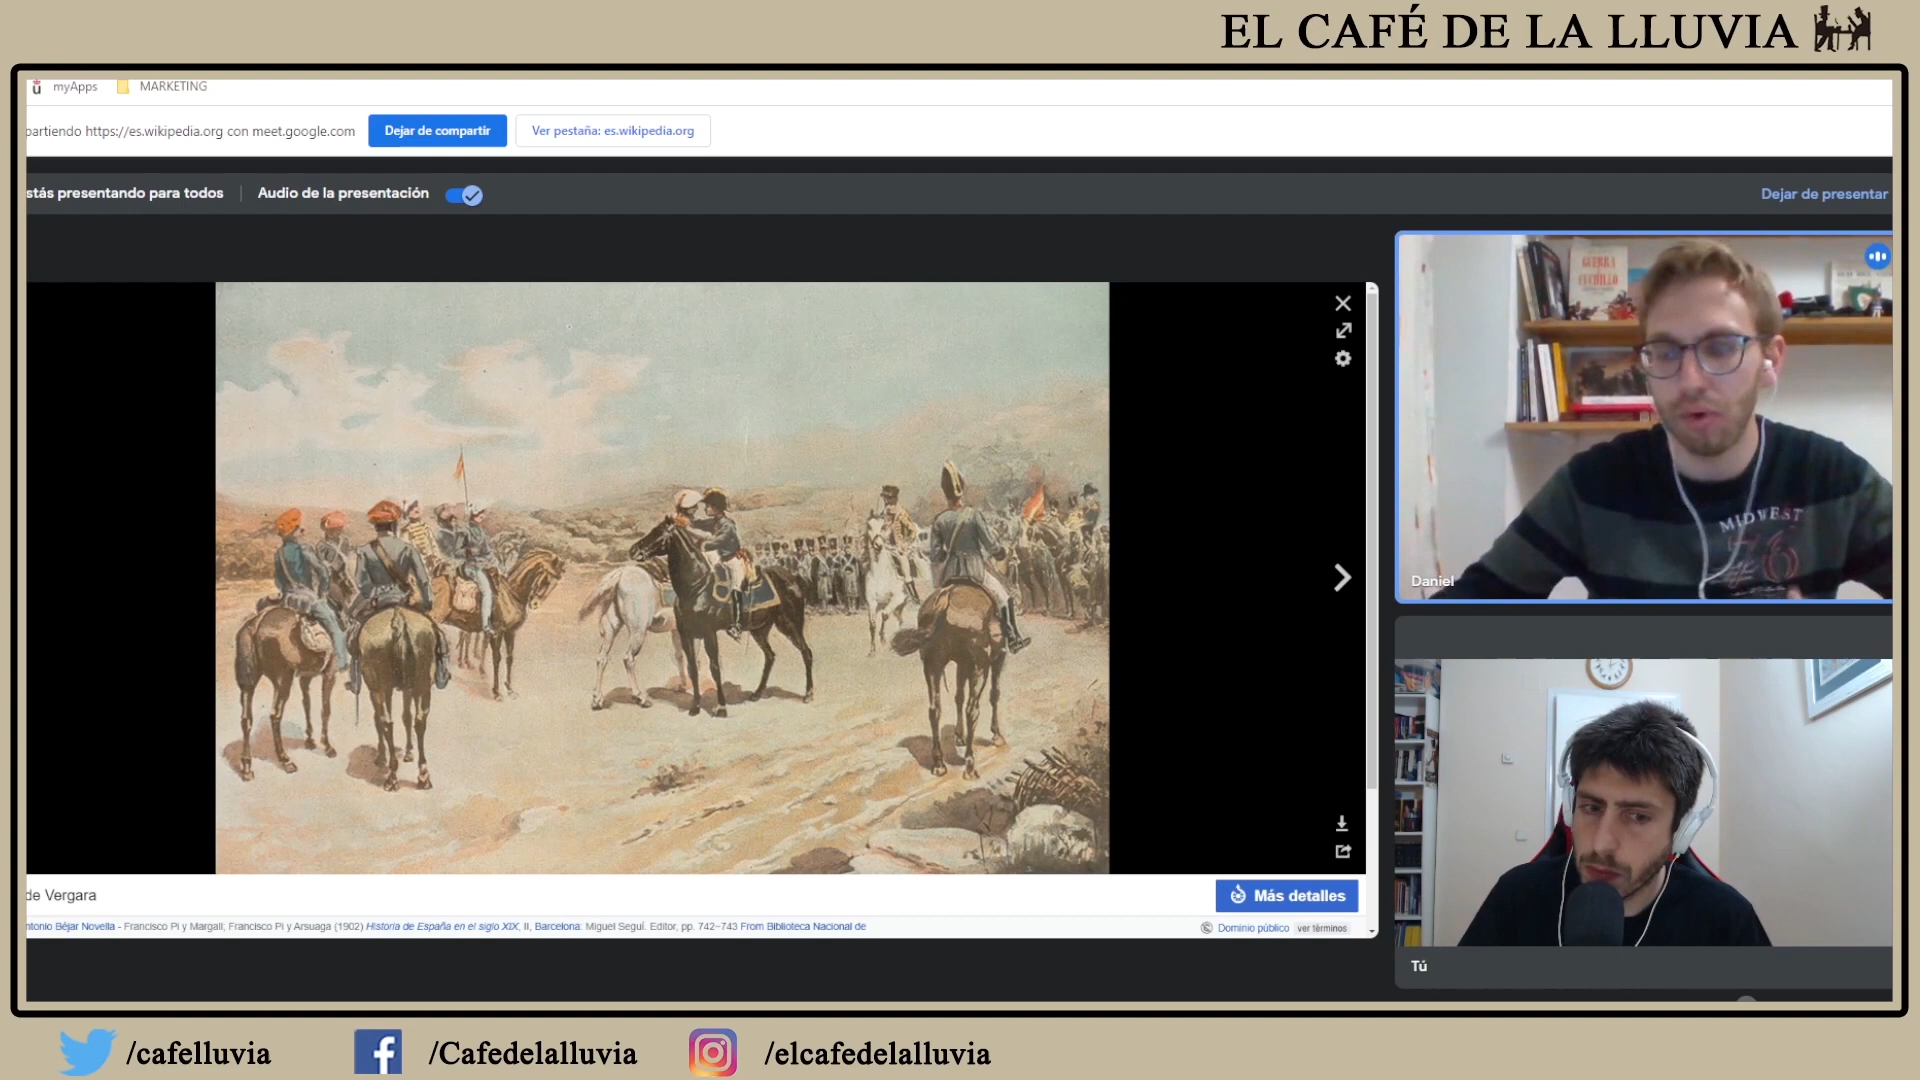 EL CAFÉ DE LA LLUVIA
myApps MARKETING
partiendo https://es.wikipedia.org con meet.google.com Dejar de compartir Ver pestaña: es.wikipedia.org
stás presentando para todos Audio de la presentación Dejar de presentar
GUERRA
CUCHILLO
MIDWEST
Daniel
de Vergara Más detalles
ntonio Béjar Novella - Francisco Pi y Margall; Francisco Pi y Arsuaga (1902) Historia de España en el siglo XIX, II, Barcelona: Miguel Seguí. Editor, pp. 742–743 From Biblioteca Nacional de Dominio público ver términos
Tú
/cafelluvia /Cafedelalluvia /elcafedelalluvia